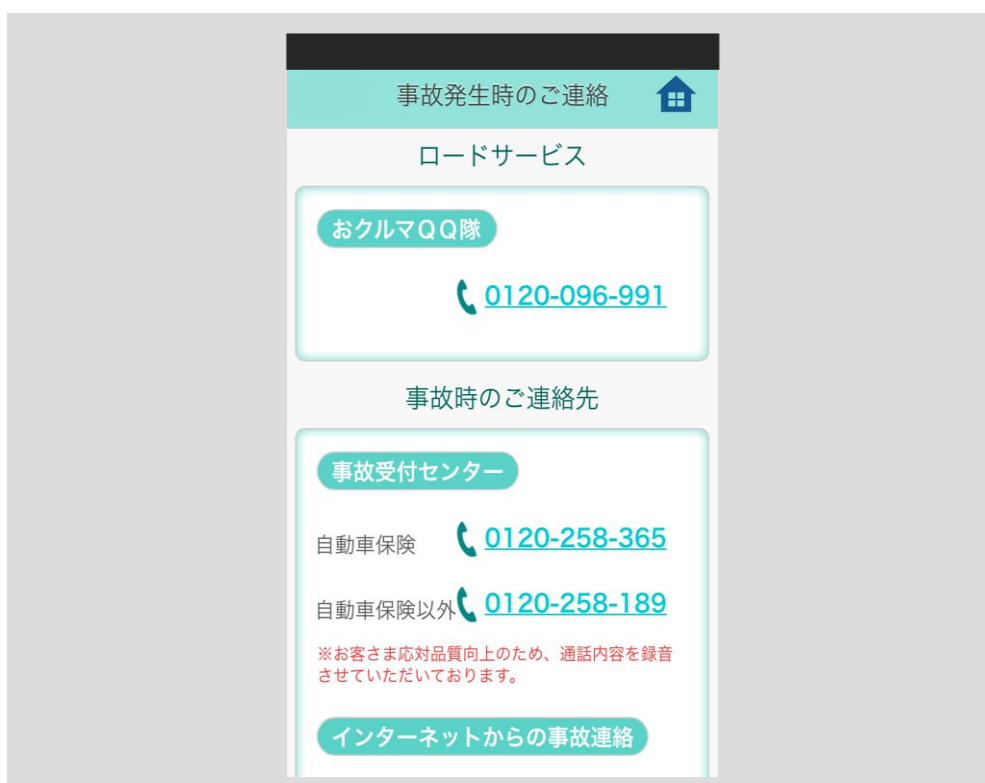 事故発生時のご連絡
ロードサービス
おクルマＱＱ隊
0120-096-991
事故時のご連絡先
事故受付センター
自動車保険 0120-258-365
自動車保険以外 0120-258-189
※お客さま応対品質向上のため、通話内容を録音
させていただいております。
インターネットからの事故連絡